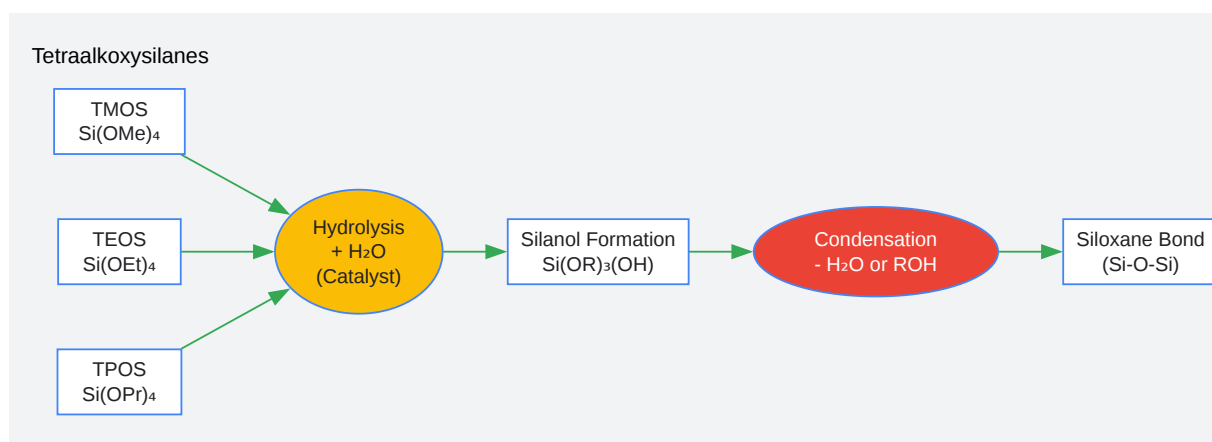 Tetraalkoxysilanes
TMOS
Si(OMe)₄
TEOS
Si(OEt)₄
TPOS
Si(OPr)₄
Hydrolysis
+ H₂O
(Catalyst)
Silanol Formation
Si(OR)₃(OH)
Condensation
- H₂O or ROH
Siloxane Bond
(Si-O-Si)